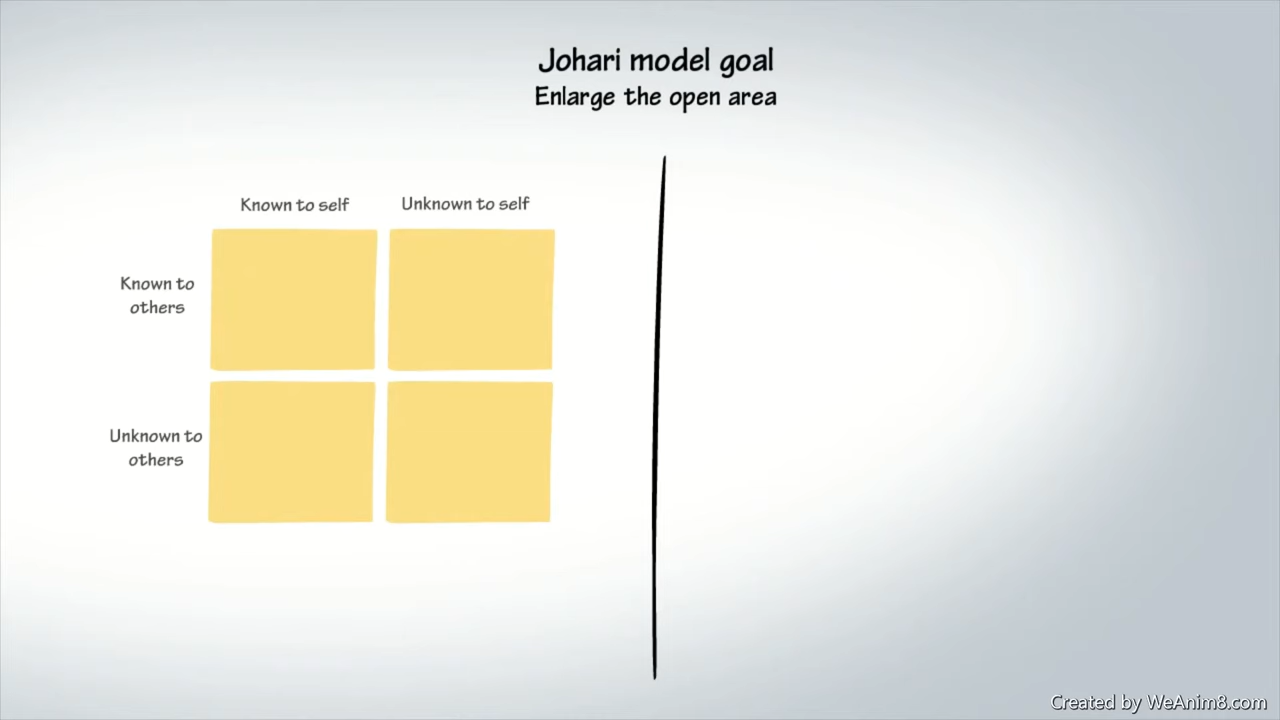 Johari model goal
Enlarge the open area
Known to self
Unknown to self
Known to
others
Unknown to
others
Created by WeAnim8.com